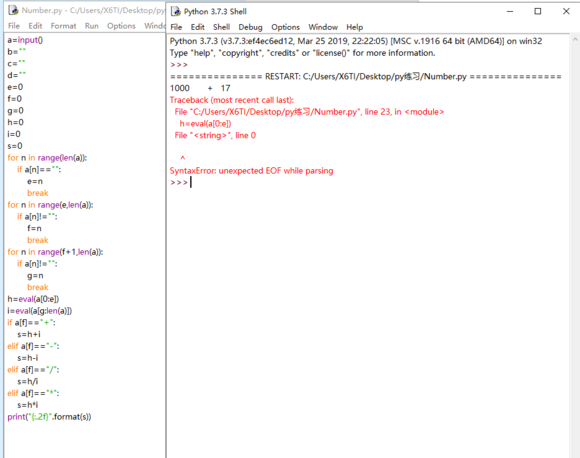 Number.py - C:/Users/X6TI/Desktop/py
File Edit Format Run Options Windo
a=input()
b=""
c=""
d=""
e=0
f=0
g=0
h=0
i=0
s=0
for n in range(len(a)):
if a[n]=="":
e=n
break
for n in range(e,len(a)):
if a[n]!="":
f=n
break
for n in range(f+1,len(a)):
if a[n]!="":
g=n
break
h=eval(a[0:e])
i=eval(a[g:len(a)])
if a[f]=="+":
s=h+i
elif a[f]=="-":
s=h-i
elif a[f]=="/":
s=h/i
elif a[f]=="*":
s=h*i
print("{:.2f}".format(s))
Python 3.7.3 Shell
File Edit Shell Debug Options Window Help
Python 3.7.3 (v3.7.3:ef4ec6ed12, Mar 25 2019, 22:22:05) [MSC v.1916 64 bit (AMD64)] on win32
Type "help", "copyright", "credits" or "license()" for more information.
>>>
=============== RESTART: C:/Users/X6TI/Desktop/py练习/Number.py ===============
1000 + 17
Traceback (most recent call last):
File "C:/Users/X6TI/Desktop/py练习/Number.py", line 23, in <module>
h=eval(a[0:e])
File "<string>", line 0
^
SyntaxError: unexpected EOF while parsing
>>>